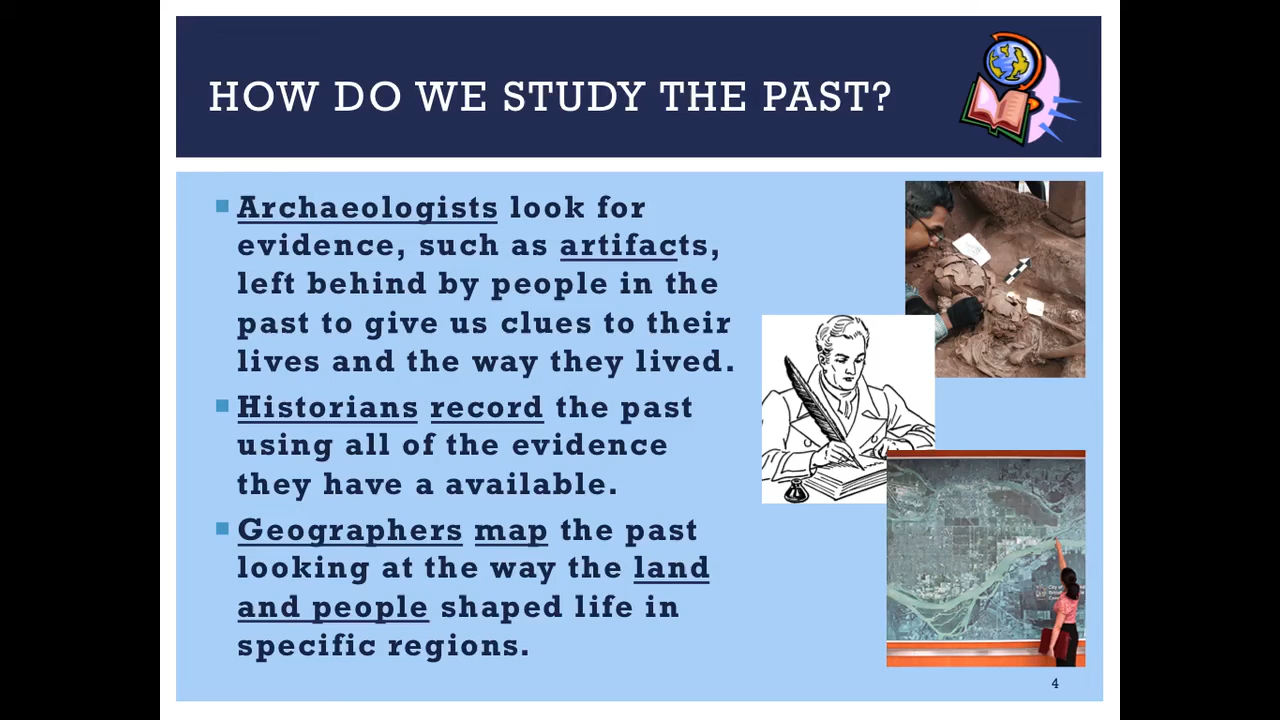 HOW DO WE STUDY THE PAST?
Archaeologists look for
evidence, such as artifacts,
left behind by people in the
past to give us clues to their
lives and the way they lived.
Historians record the past
using all of the evidence
they have a available.
Geographers map the past
looking at the way the land
and people shaped life in
specific regions.
4